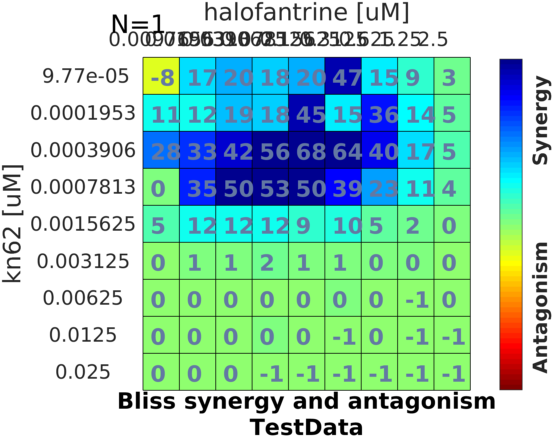 halofantrine [uM]
N=1
1.25 2.5
9.77e-05 -8 17 20 18 20 47 15 9 3
0.0001953 11 12 19 18 45 15 36 14 5
0.0003906 28 33 42 56 68 64 40 17 5
0.0007813 0 35 50 53 50 39 23 11 4
0.0015625 5 12 12 12 9 10 5 2 0
0.003125 0 1 1 2 1 1 0 0 0
0.00625 0 0 0 0 0 0 0 -1 0
0.0125 0 0 0 0 0 -1 0 -1 -1
0.025 0 0 0 -1 -1 -1 -1 -1 -1
kn62 [uM]
Synergy
Antagonism
Bliss synergy and antagonism
TestData